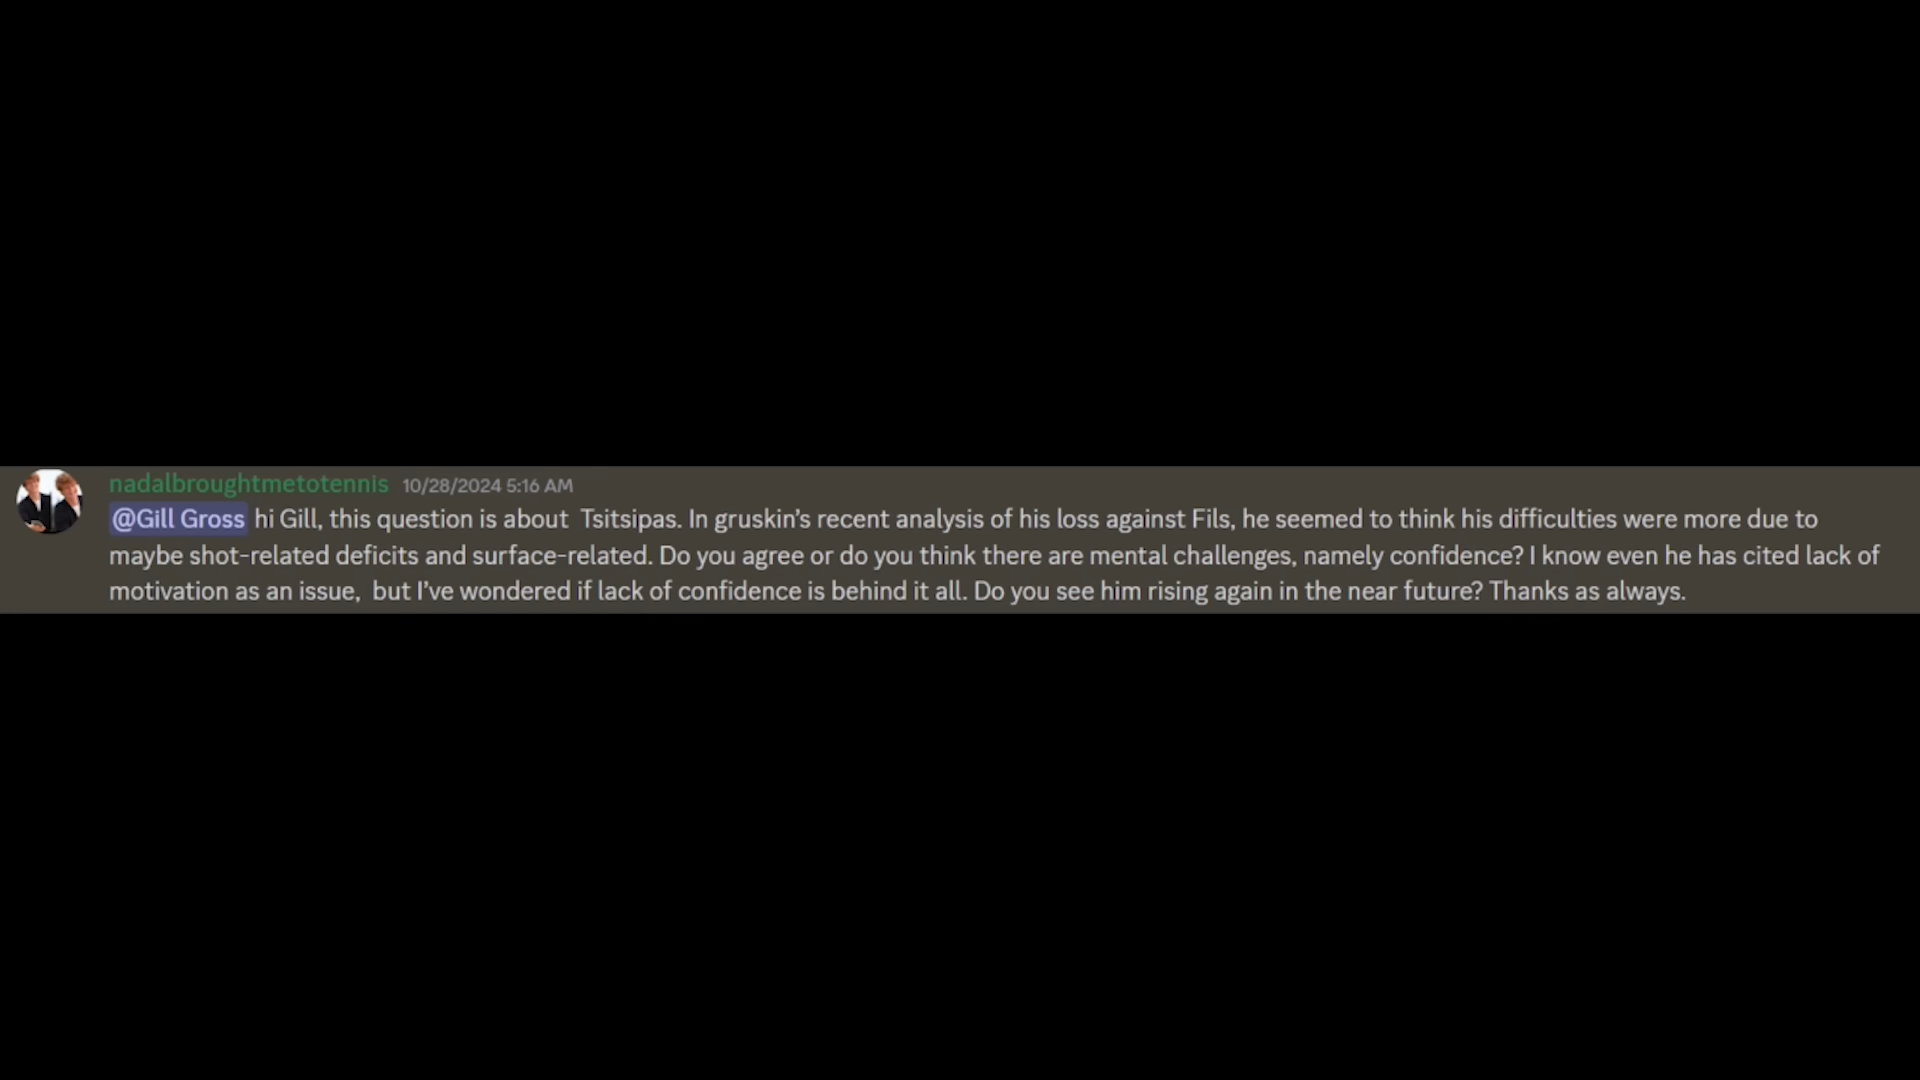 nadalbroughtmetotennis 10/28/2024 5:16 AM
@Gill Gross hi Gill, this question is about  Tsitsipas. In gruskin's recent analysis of his loss against Fils, he seemed to think his difficulties were more due to
maybe shot-related deficits and surface-related. Do you agree or do you think there are mental challenges, namely confidence? I know even he has cited lack of
motivation as an issue,  but I've wondered if lack of confidence is behind it all. Do you see him rising again in the near future? Thanks as always.